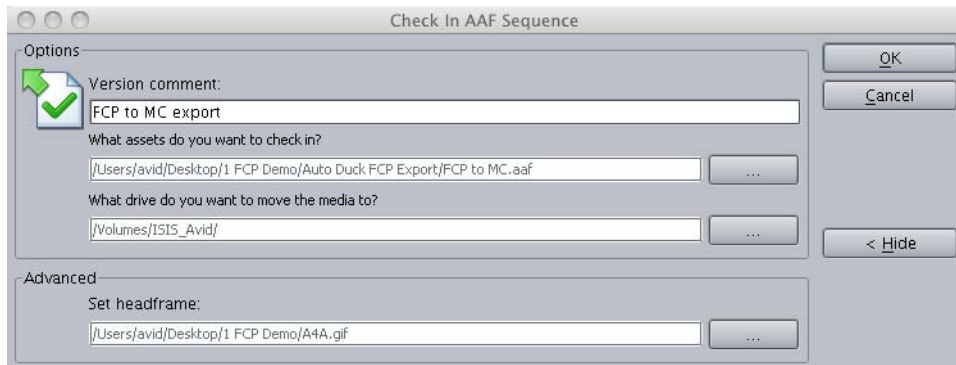 Check In AAF Sequence
Options
Version comment:
FCP to MC export
What assets do you want to check in?
/Users/avid/Desktop/1 FCP Demo/Auto Duck FCP Export/FCP to MC.aaf
...
What drive do you want to move the media to?
/Volumes/ISIS_Avid/
...
OK
Cancel
< Hide
Advanced
Set headframe:
/Users/avid/Desktop/1 FCP Demo/A4A.gif
...